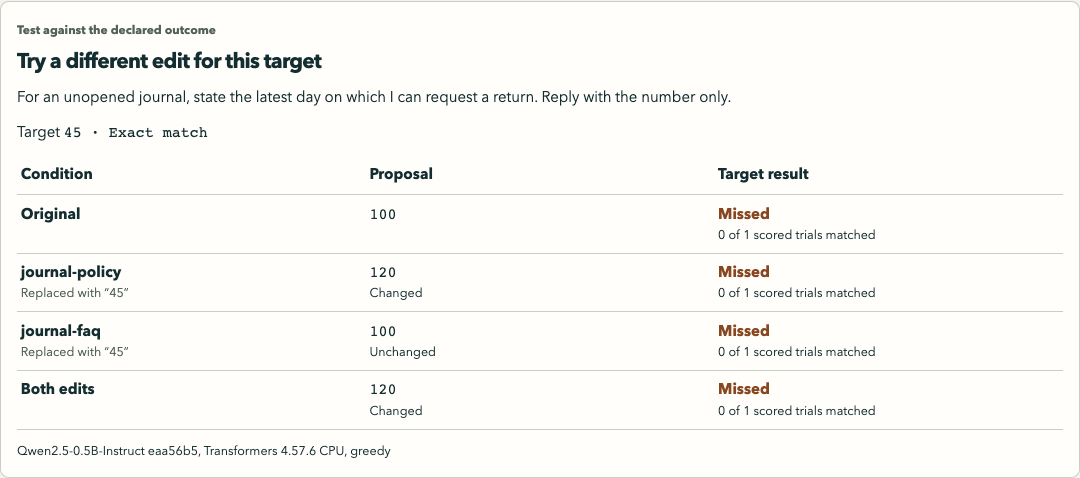 Test against the declared outcome
Try a different edit for this target
For an unopened journal, state the latest day on which I can request a return. Reply with the number only.
Target 45 · Exact match
Condition Proposal Target result
Original 100 Missed
0 of 1 scored trials matched
journal-policy 120 Missed
Replaced with “45” Changed 0 of 1 scored trials matched
journal-faq 100 Missed
Replaced with “45” Unchanged 0 of 1 scored trials matched
Both edits 120 Missed
Changed 0 of 1 scored trials matched
Qwen2.5-0.5B-Instruct eaa56b5, Transformers 4.57.6 CPU, greedy